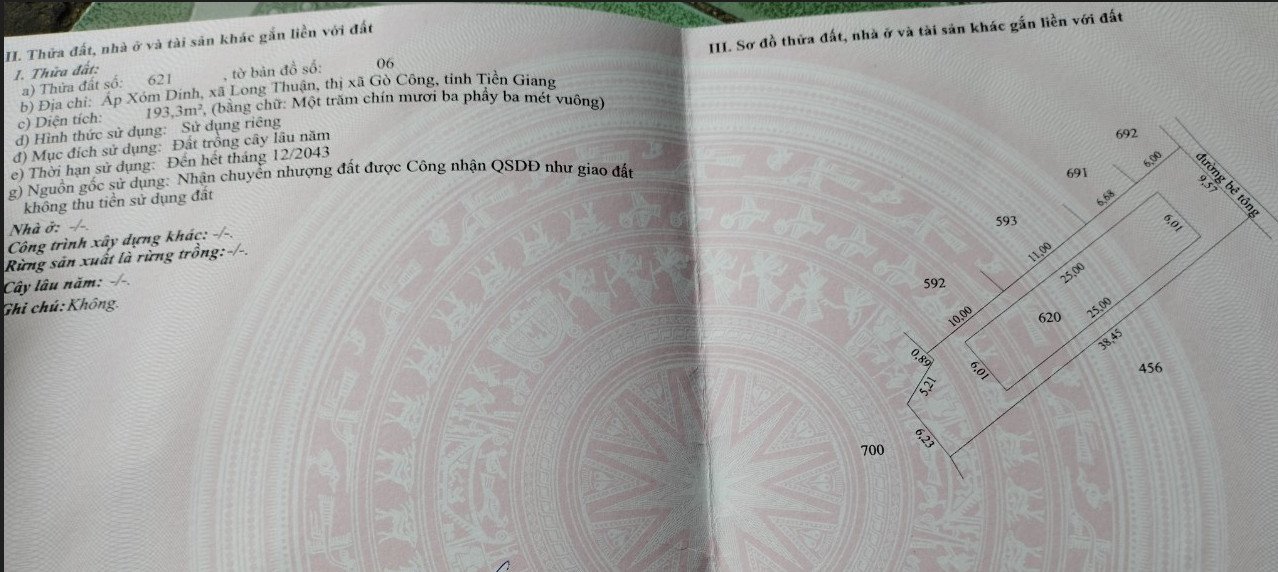 II. Thửa đất, nhà ở và tài sản khác gắn liền với đất
1. Thửa đất:
a) Thửa đất số: 621 , tờ bản đồ số: 06
b) Địa chỉ: Ấp Xóm Dinh, xã Long Thuận, thị xã Gò Công, tỉnh Tiền Giang
c) Diện tích: 193,3m², (bằng chữ: Một trăm chín mươi ba phẩy ba mét vuông)
d) Hình thức sử dụng: Sử dụng riêng
đ) Mục đích sử dụng: Đất trồng cây lâu năm
e) Thời hạn sử dụng: Đến hết tháng 12/2043
g) Nguồn gốc sử dụng: Nhận chuyển nhượng đất được Công nhận QSDĐ như giao đất
không thu tiền sử dụng đất
Nhà ở: -/-.
Công trình xây dựng khác: -/-.
Rừng sản xuất là rừng trồng: -/-.
Cây lâu năm: -/-.
Ghi chú: Không.
III. Sơ đồ thửa đất, nhà ở và tài sản khác gắn liền với đất
692
6,00
đường bê tông
9,57
691
6,68
6,01
593
11,00
25,00
592
10,00
620
25,00
38,45
0,89
6,01
5,21
456
6,23
700